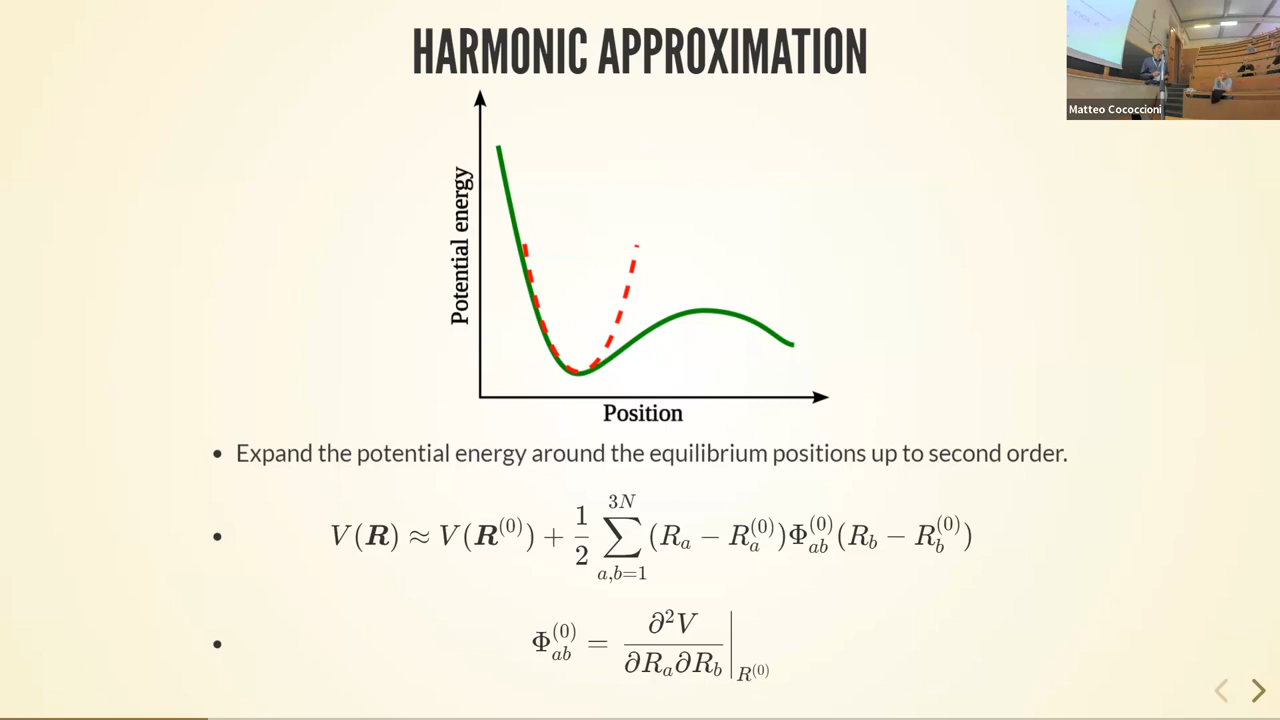 HARMONIC APPROXIMATION
Matteo Cococcioni
Potential energy
Position
• Expand the potential energy around the equilibrium positions up to second order.
• V(𝑹) ≈ V(𝑹^(0)) + 1/2 ∑_{a,b=1}^{3N} (R_a − R_a^(0)) Φ_ab^(0) (R_b − R_b^(0))
• Φ_ab^(0) = ∂²V / ∂R_a∂R_b |_{R^(0)}